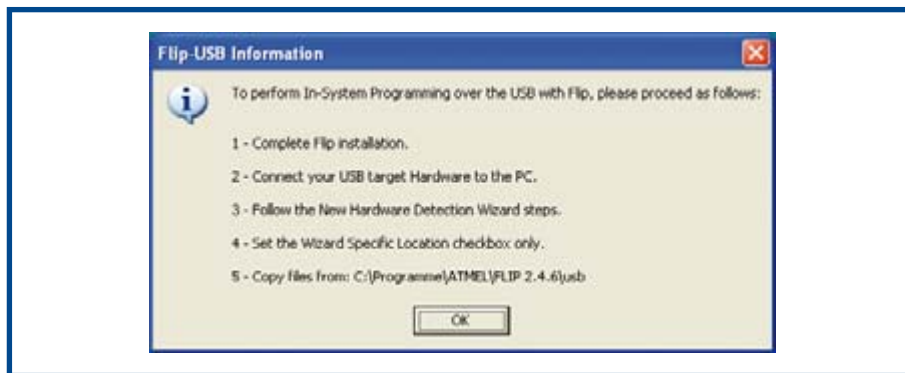 Flip-USB Information
To perform In-System Programming over the USB with Flip, please proceed as follows:
1 - Complete Flip installation.
2 - Connect your USB target Hardware to the PC.
3 - Follow the New Hardware Detection Wizard steps.
4 - Set the Wizard Specific Location checkbox only.
5 - Copy files from: C:\Programme\ATMEL\FLIP 2.4.6\usb
OK